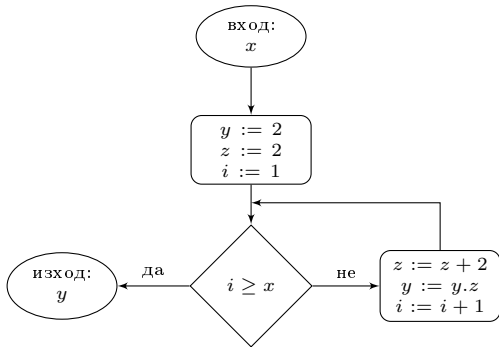 вход:
x
y := 2
z := 2
i := 1
i ≥ x
да
не
изход:
y
z := z + 2
y := y.z
i := i + 1